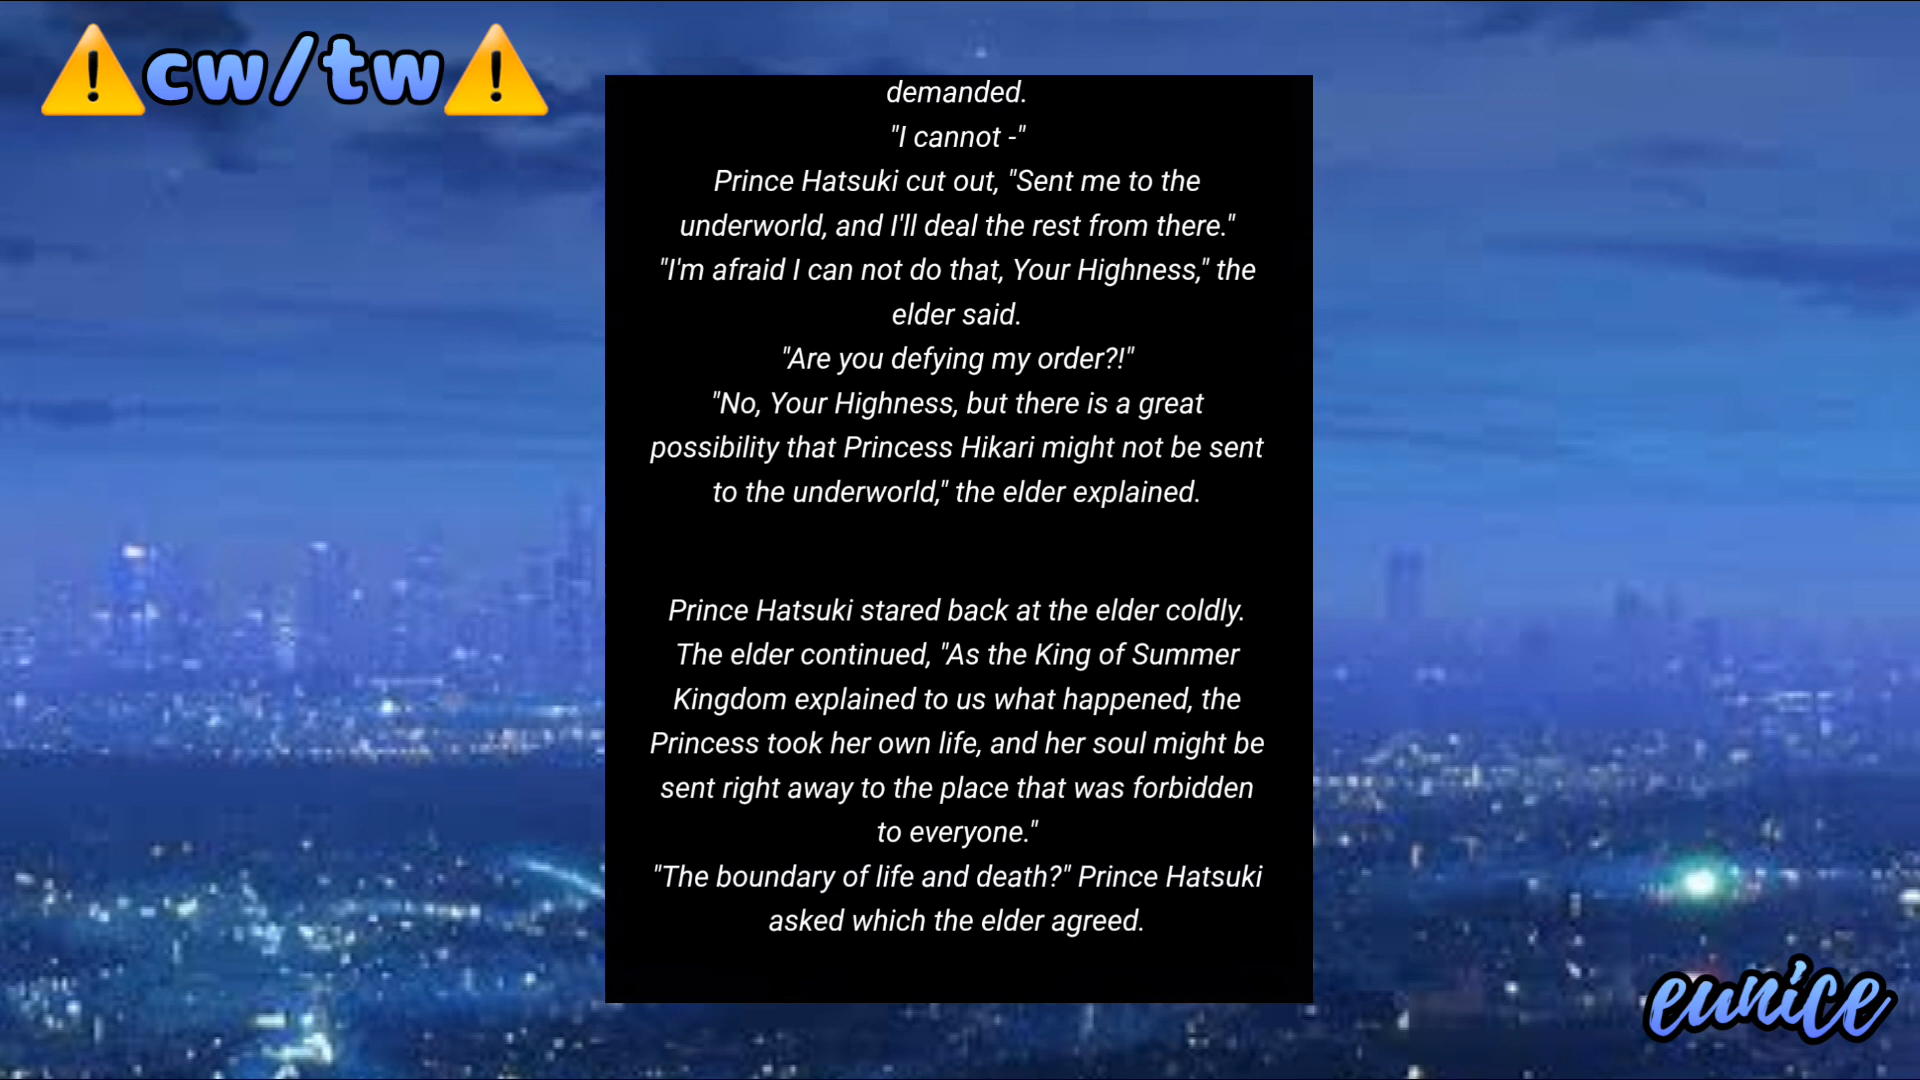 ⚠️cw/tw⚠️
demanded.
"I cannot -"
Prince Hatsuki cut out, "Sent me to the
underworld, and I'll deal the rest from there."
"I'm afraid I can not do that, Your Highness," the
elder said.
"Are you defying my order?!"
"No, Your Highness, but there is a great
possibility that Princess Hikari might not be sent
to the underworld," the elder explained.
Prince Hatsuki stared back at the elder coldly.
The elder continued, "As the King of Summer
Kingdom explained to us what happened, the
Princess took her own life, and her soul might be
sent right away to the place that was forbidden
to everyone."
"The boundary of life and death?" Prince Hatsuki
asked which the elder agreed.
eunice